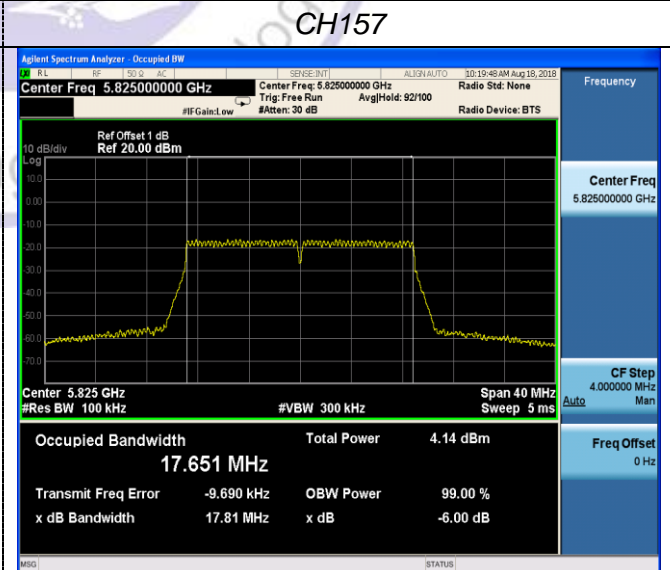 CH157
Agilent Spectrum Analyzer - Occupied BW
RL RF 50 Ω AC SENSE:INT ALIGN AUTO 10:19:48 AM Aug 18, 2018
Center Freq 5.825000000 GHz Center Freq: 5.825000000 GHz Radio Std: None
Trig: Free Run Avg|Hold: 92/100
#IFGain:Low #Atten: 30 dB Radio Device: BTS
Ref Offset 1 dB
10 dB/div Ref 20.00 dBm
Log
10.0
0.00
-10.0
-20.0
-30.0
-40.0
-50.0
-60.0
-70.0
Center 5.825 GHz Span 40 MHz
#Res BW 100 kHz #VBW 300 kHz Sweep 5 ms
Occupied Bandwidth Total Power 4.14 dBm
17.651 MHz
Transmit Freq Error -9.690 kHz OBW Power 99.00 %
x dB Bandwidth 17.81 MHz x dB -6.00 dB
MSG STATUS
Frequency
Center Freq
5.825000000 GHz
CF Step
4.000000 MHz
Auto Man
Freq Offset
0 Hz